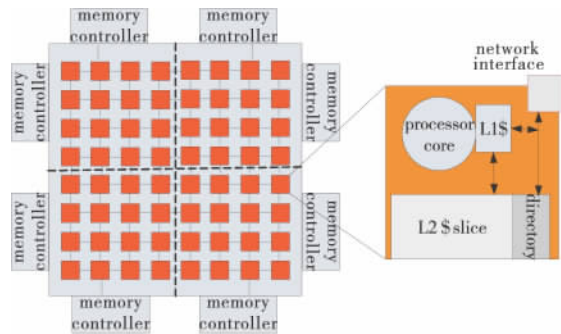 memory
controller
memory
controller
memory
controller
memory
controller
memory
controller
memory
controller
memory
controller
memory
controller
network
interface
processor
core
L1$
L2 $ slice
directory